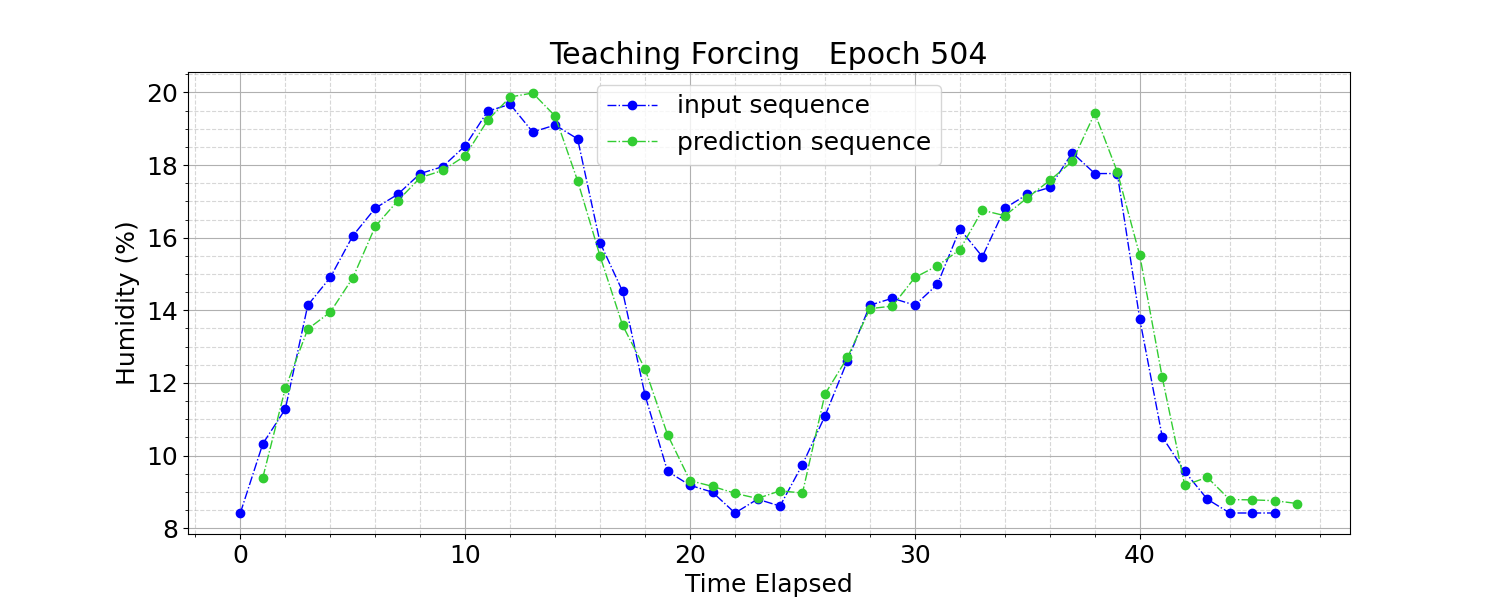 Teaching Forcing   Epoch 504
20
18
16
14
12
10
8
Humidity (%)
input sequence
prediction sequence
0
10
20
30
40
Time Elapsed